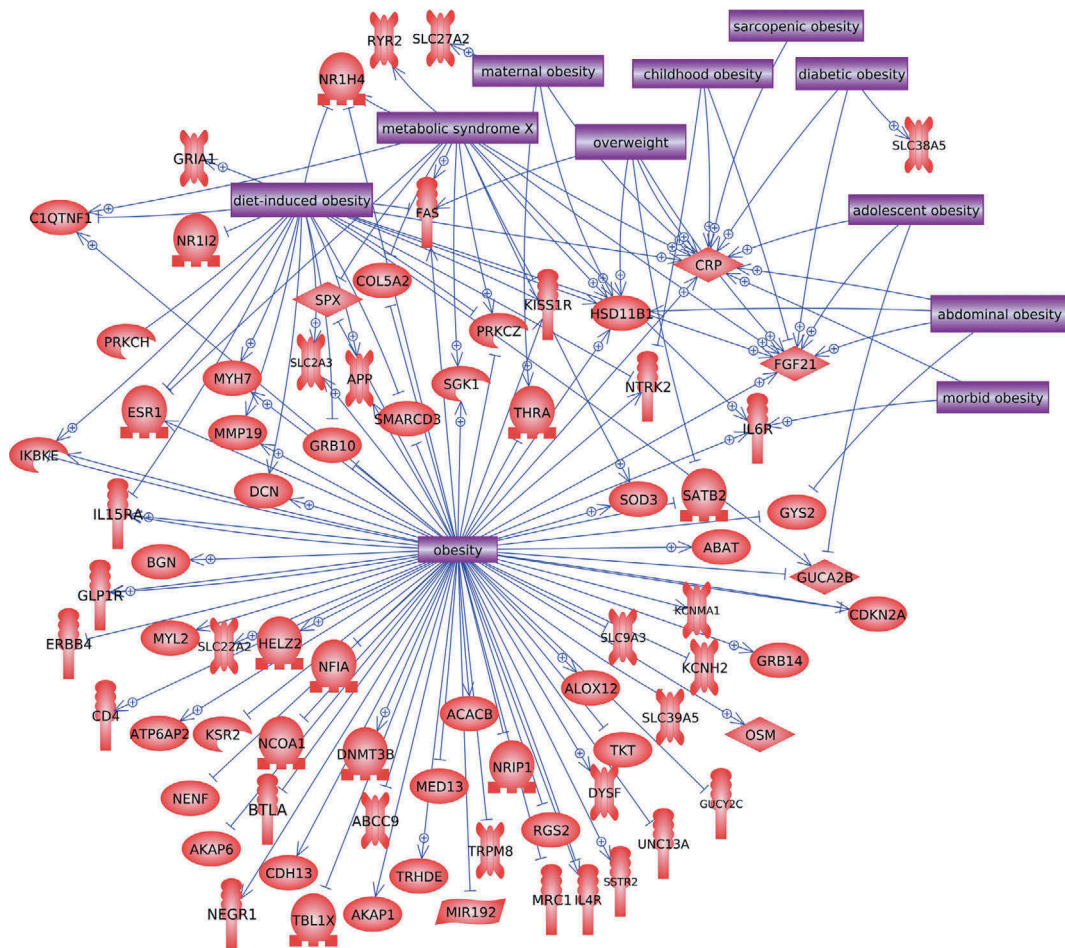 sarcopenic obesity
RYR2
SLC27A2
maternal obesity
childhood obesity
diabetic obesity
NR1H4
metabolic syndrome X
overweight
SLC38A5
GRIA1
diet-induced obesity
FAS
C1QTNF1
adolescent obesity
NR1I2
CRP
COL5A2
SPX
KISS1R
HSD11B1
abdominal obesity
PRKCH
PRKCZ
SLC2A3
APP
FGF21
MYH7
SGK1
NTRK2
morbid obesity
ESR1
SMARCD3
THRA
MMP19
GRB10
IL6R
IKBKE
DCN
SOD3
SATB2
IL15RA
GYS2
obesity
ABAT
BGN
GUCA2B
GLP1R
KCNMA1
CDKN2A
ERBB4
MYL2
SLC22A2
HELZ2
SLC9A3
NFIA
KCNH2
GRB14
ALOX12
CD4
ACACB
SLC39A5
ATP6AP2
KSR2
OSM
NCOA1
DNMT3B
TKT
NRIP1
MED13
DYSF
NENF
BTLA
GUCY2C
ABCC9
RGS2
UNC13A
AKAP6
TRPM8
CDH13
TRHDE
SSTR2
NEGR1
MRC1
IL4R
TBL1X
AKAP1
MIR192